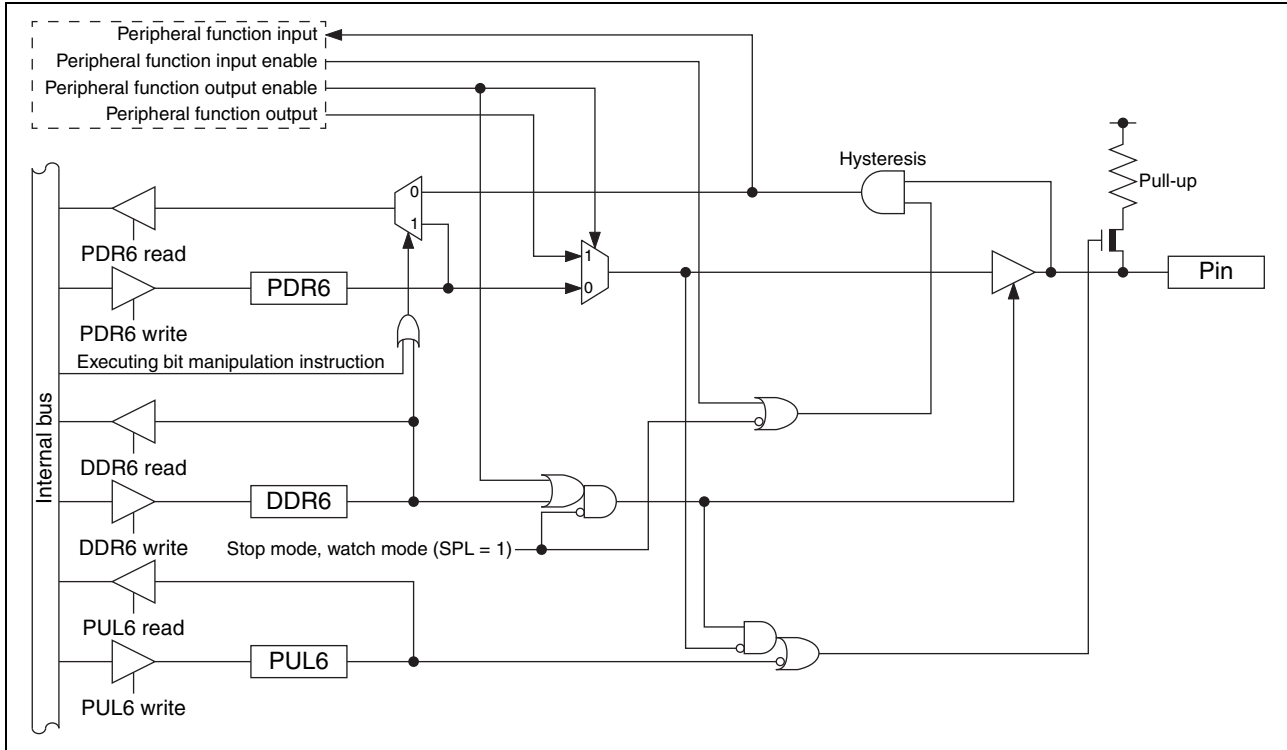 Peripheral function input
Peripheral function input enable
Peripheral function output enable
Peripheral function output
Hysteresis
Pull-up
0
1
PDR6 read
1
0
PDR6
Pin
PDR6 write
Executing bit manipulation instruction
Internal bus
DDR6 read
DDR6
DDR6 write
Stop mode, watch mode (SPL = 1)
PUL6 read
PUL6
PUL6 write